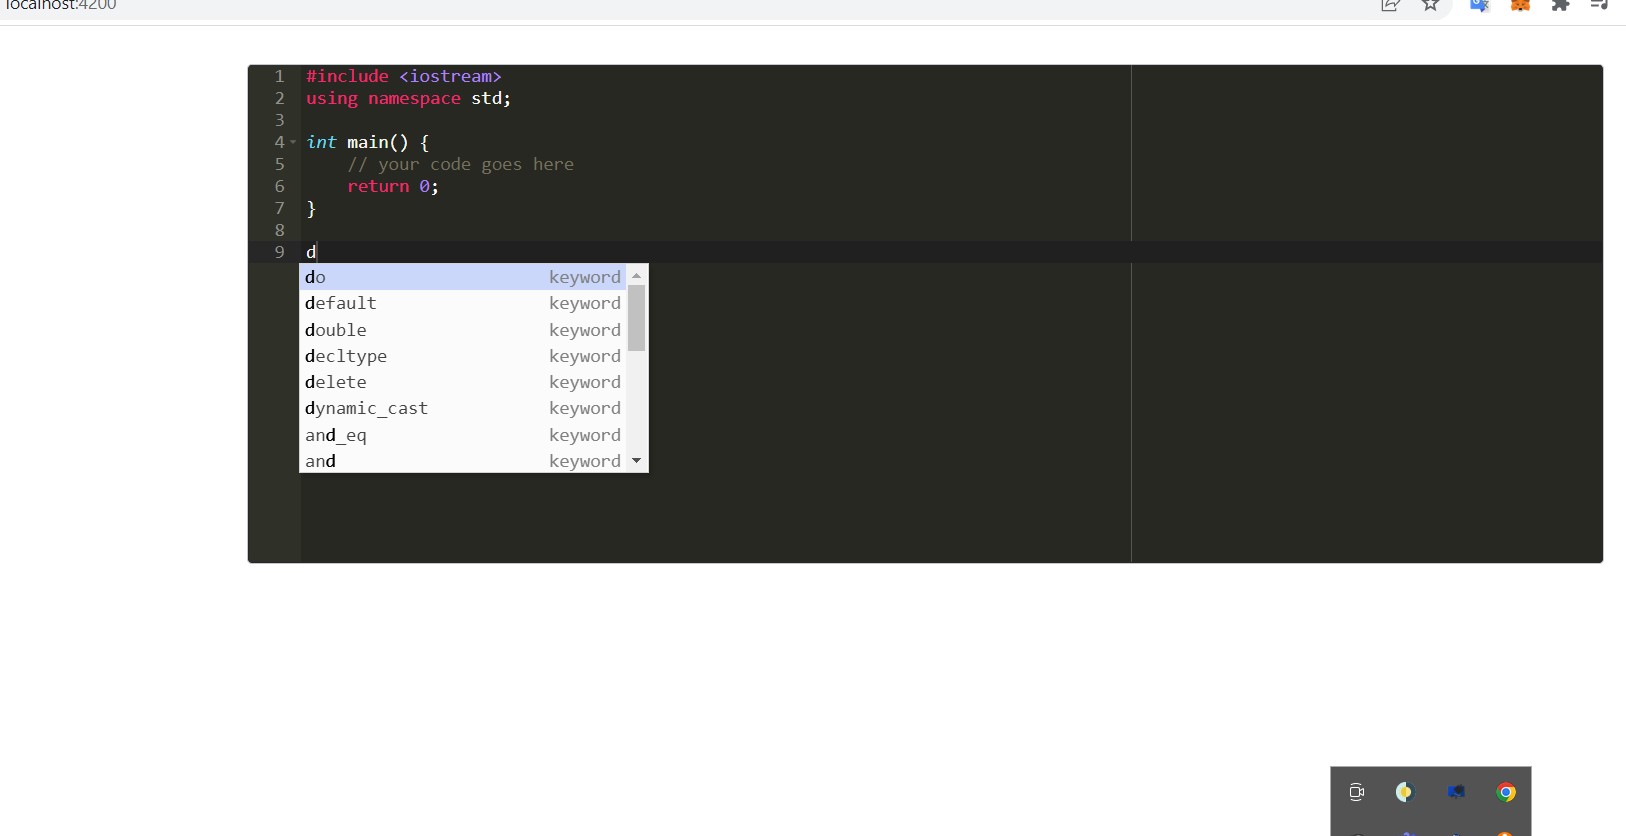 localhost:4200
1 #include <iostream>
2 using namespace std;
3
4 int main() {
5 // your code goes here
6 return 0;
7 }
8
9 d
do keyword
default keyword
double keyword
decltype keyword
delete keyword
dynamic_cast keyword
and_eq keyword
and keyword